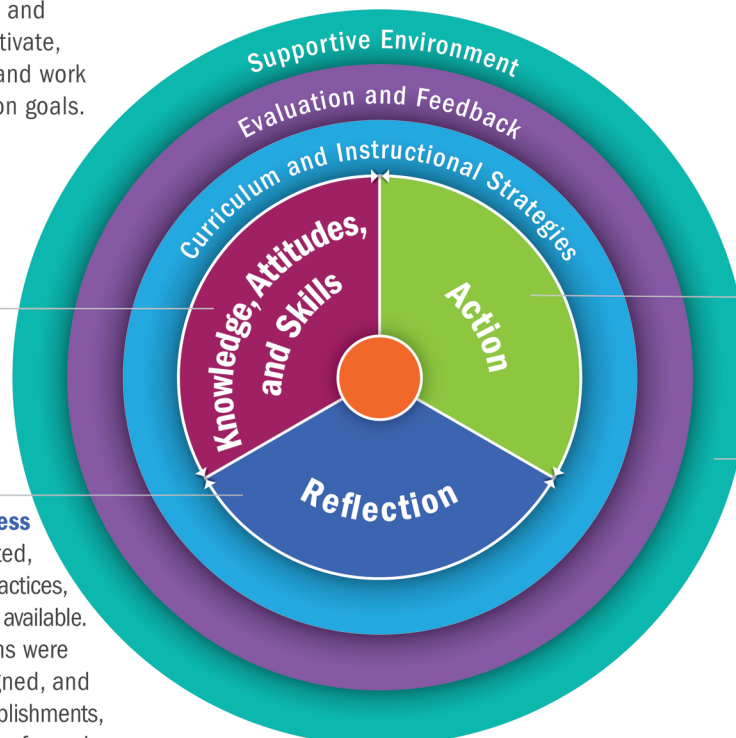 and
tivate,
and work
on goals.
Supportive Environment
Evaluation and Feedback
Curriculum and Instructional Strategies
Knowledge, Attitudes,
and Skills
Action
Reflection
ess
ted,
actices,
available.
ns were
gned, and
plishments,